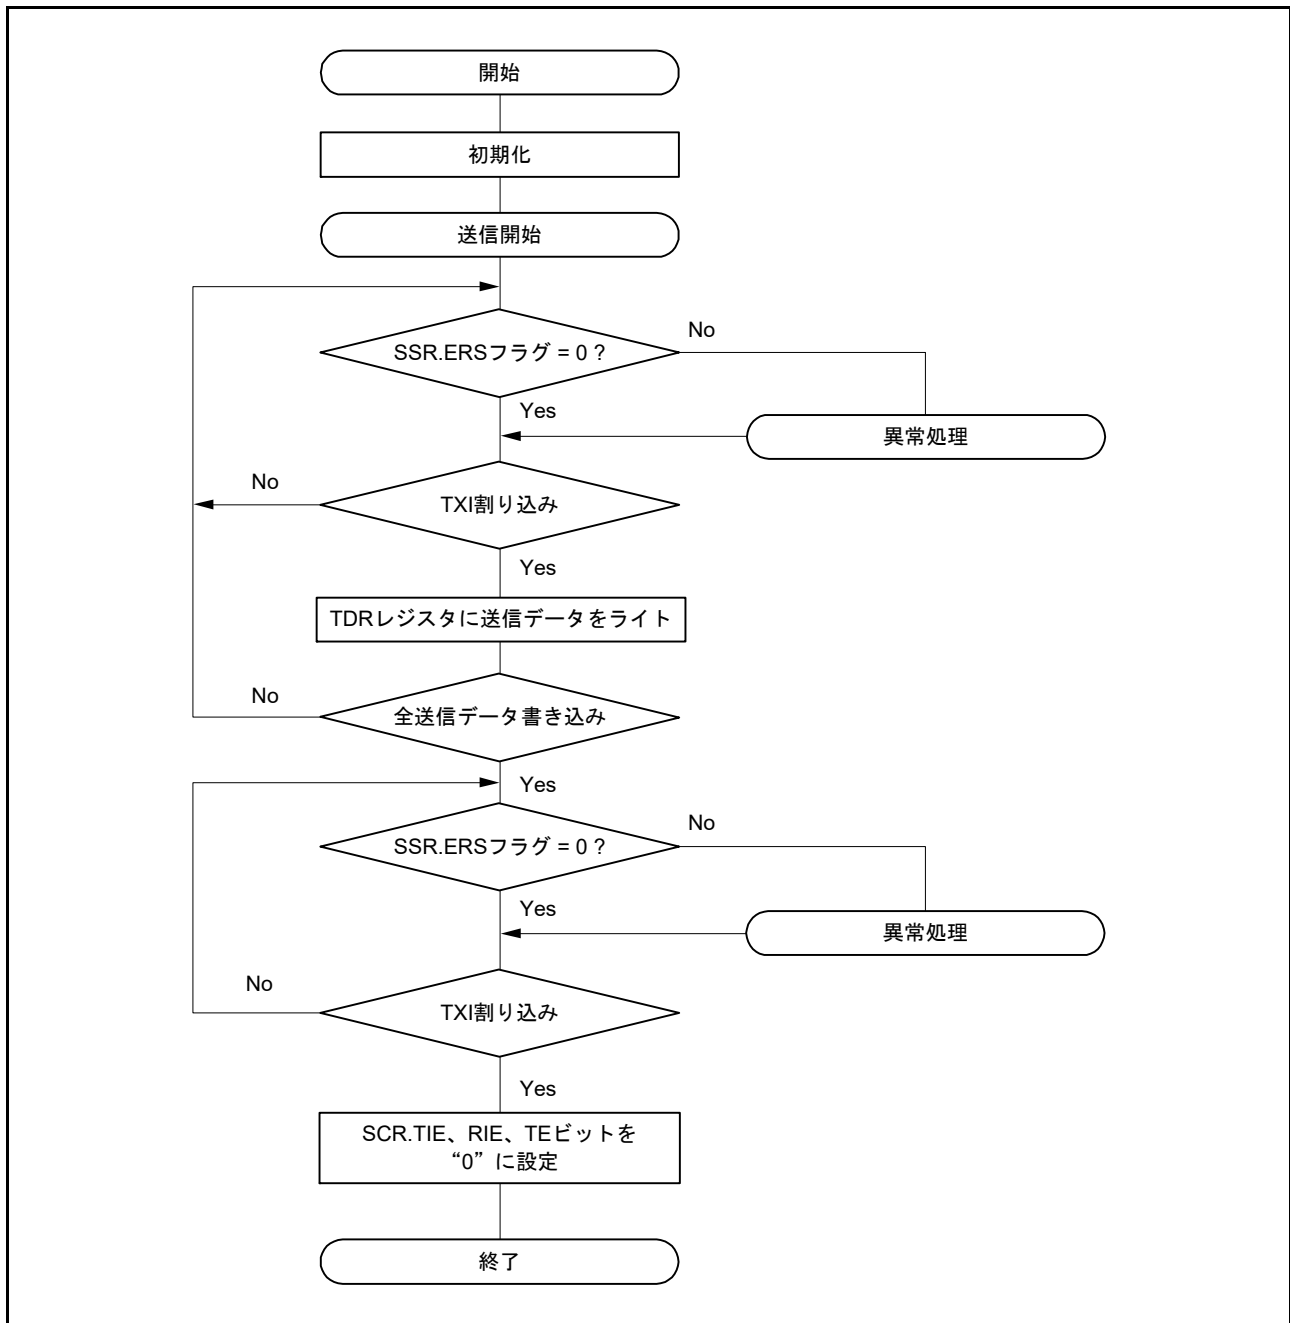 開始
初期化
送信開始
SSR.ERSフラグ = 0 ?
No
Yes
異常処理
TXI割り込み
No
Yes
TDRレジスタに送信データをライト
全送信データ書き込み
No
Yes
SSR.ERSフラグ = 0 ?
No
Yes
異常処理
TXI割り込み
No
Yes
SCR.TIE、RIE、TEビットを
“0”に設定
終了